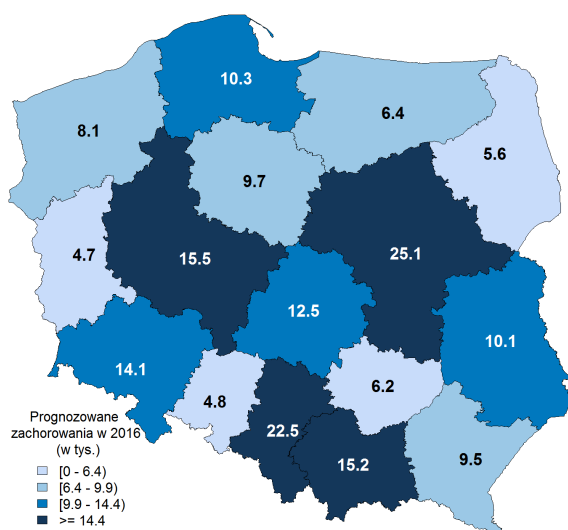 10.3
6.4
8.1
5.6
9.7
4.7
15.5
25.1
12.5
10.1
14.1
6.2
4.8
22.5
15.2
9.5
Prognozowane
zachorowania w 2016
(w tys.)
[0 - 6.4)
[6.4 - 9.9)
[9.9 - 14.4)
>= 14.4